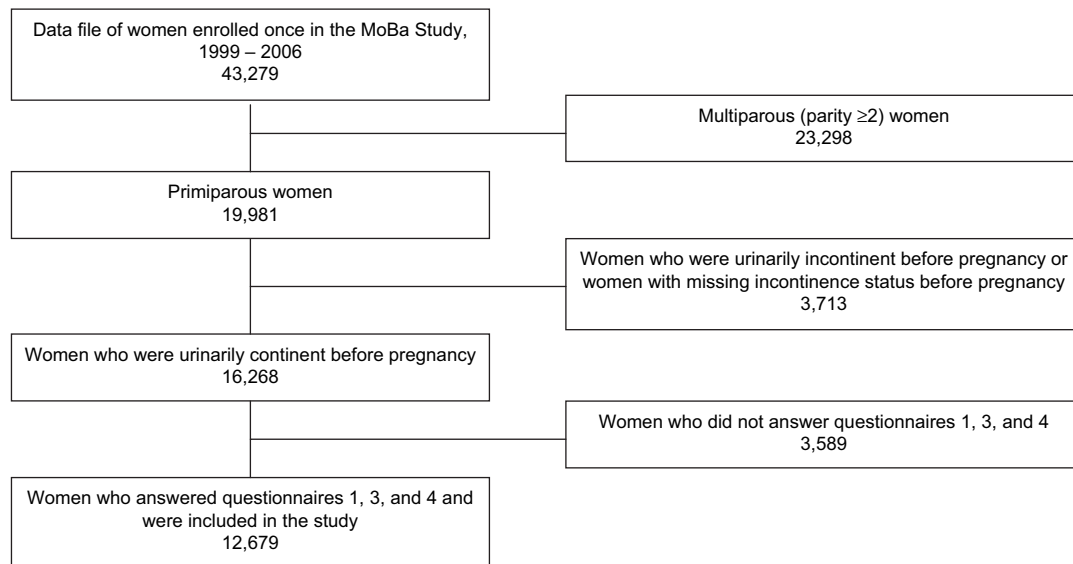 Data file of women enrolled once in the MoBa Study,
1999 – 2006
43,279
Multiparous (parity ≥2) women
23,298
Primiparous women
19,981
Women who were urinarily incontinent before pregnancy or
women with missing incontinence status before pregnancy
3,713
Women who were urinarily continent before pregnancy
16,268
Women who did not answer questionnaires 1, 3, and 4
3,589
Women who answered questionnaires 1, 3, and 4 and
were included in the study
12,679